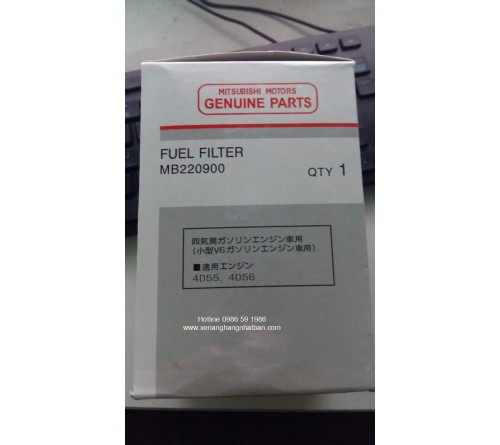 MITSUBISHI MOTORS
GENUINE PARTS
FUEL FILTER
MB220900
QTY 1
四気筒ガソリンエンジン車用
(小型V6ガソリンエンジン車用)
■適用エンジン
4D55、4D56
Hotline 0986 59 1986
www.xenanghangnhatban.com